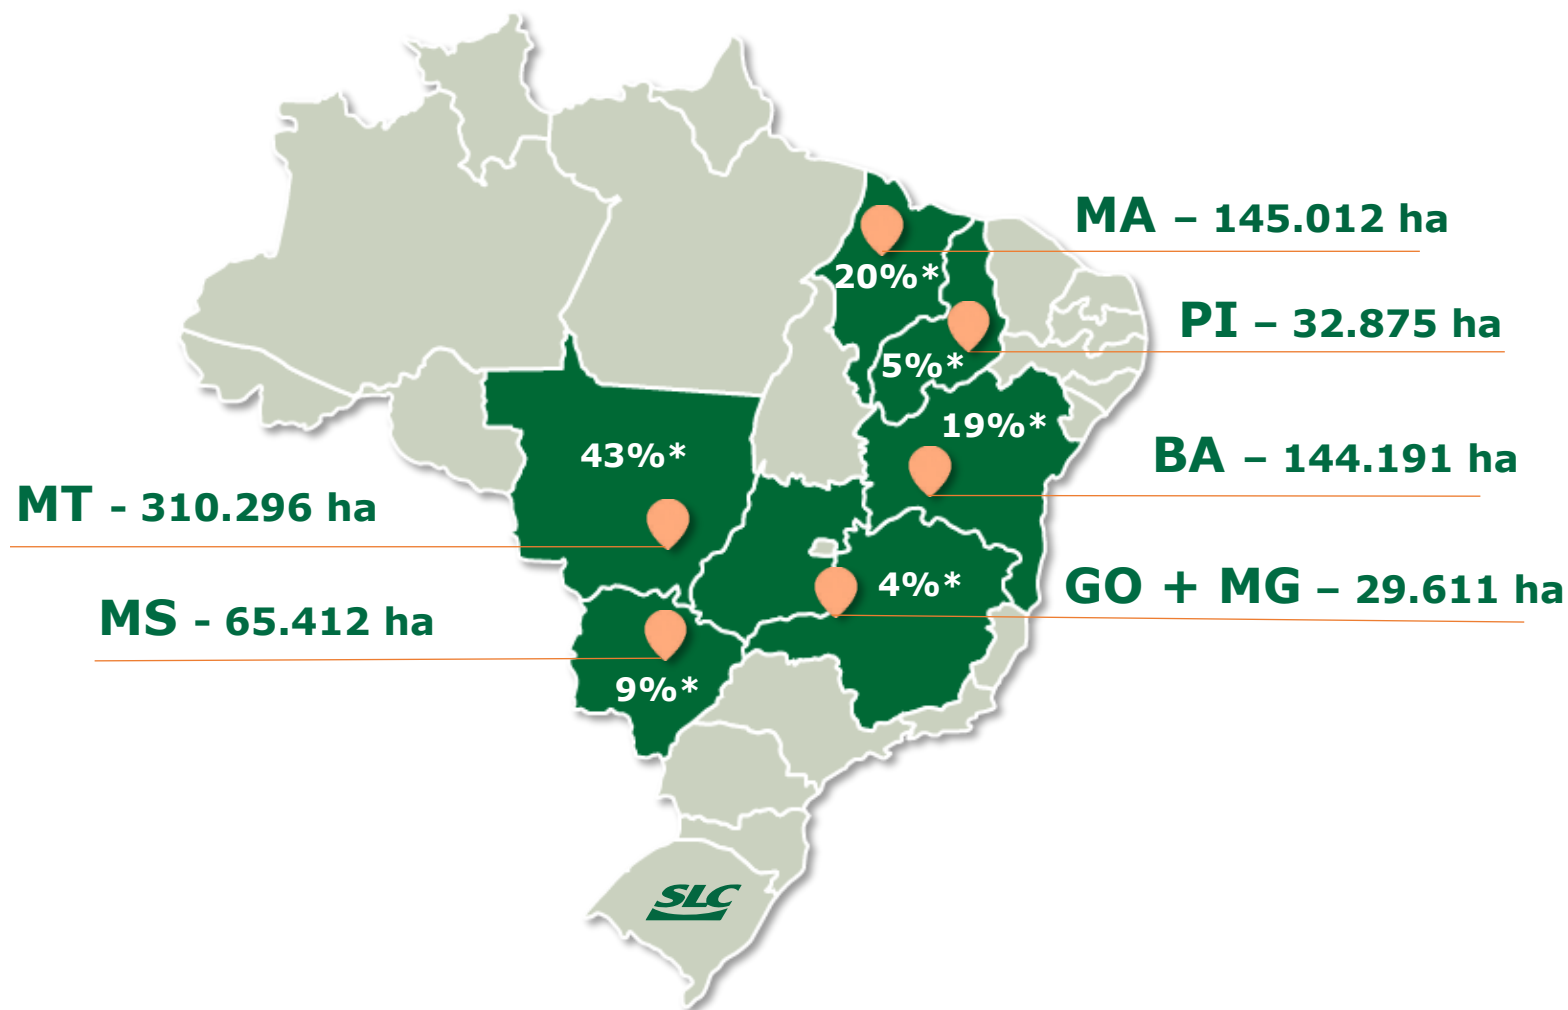 MA – 145.012 ha
20%*
PI – 32.875 ha
5%*
19%*
43%*
BA – 144.191 ha
MT - 310.296 ha
4%*
GO + MG – 29.611 ha
MS - 65.412 ha
9%*
SLC